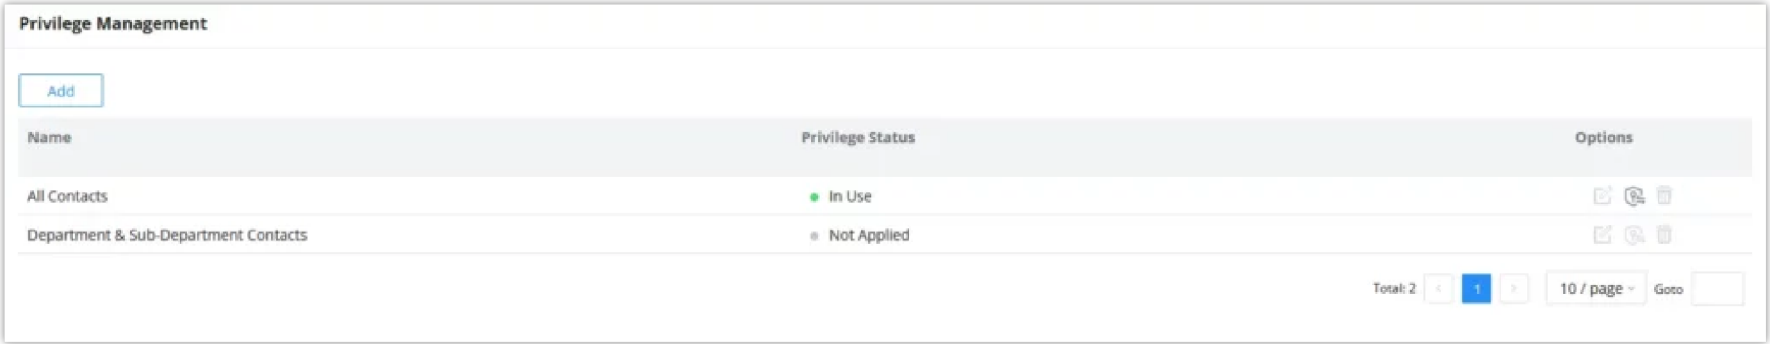 Privilege Management
Add
Name Privilege Status Options
All Contacts In Use
Department & Sub-Department Contacts Not Applied
Total: 2 < 1 > 10 / page Goto